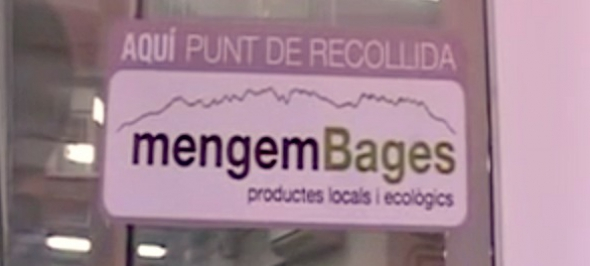 AQUÍ PUNT DE RECOLLIDA
mengemBages
productes locals i ecològics